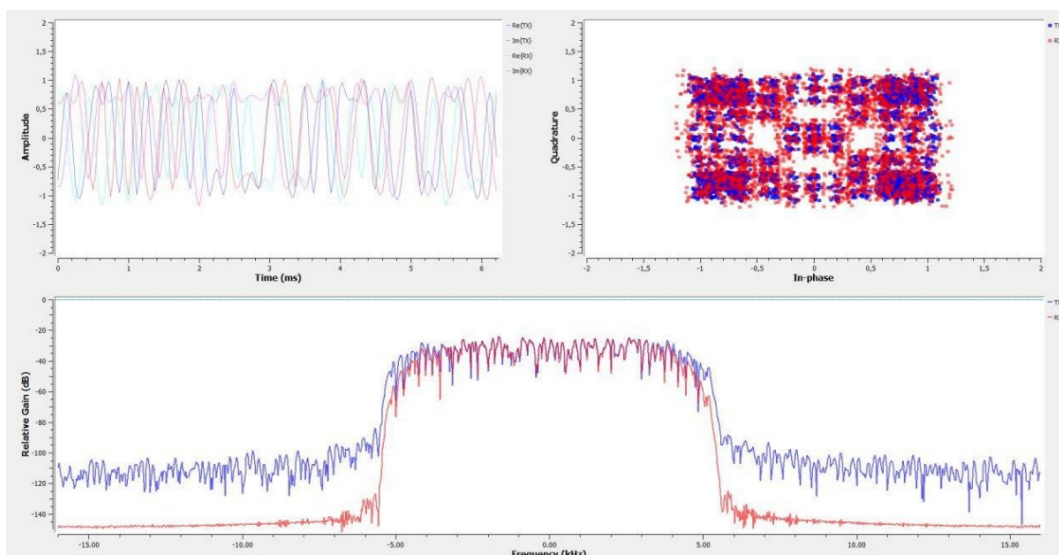 2
1,5
1
0,5
0
-0,5
-1
-1,5
-2
Amplitude
0 1 2 3 4 5 6
Time (ms)
Re{TX}
Im{TX}
Re{RX}
Im{RX}
2
1,5
1
0,5
0
-0,5
-1
-1,5
-2
Quadrature
-2 -1,5 -1 -0,5 0 0,5 1 1,5 2
In-phase
0
-20
-40
-60
-80
-100
-120
-140
Relative Gain (dB)
-15.00 -10.00 -5.00 0.00 5.00 10.00 15.00
Frequency (kHz)